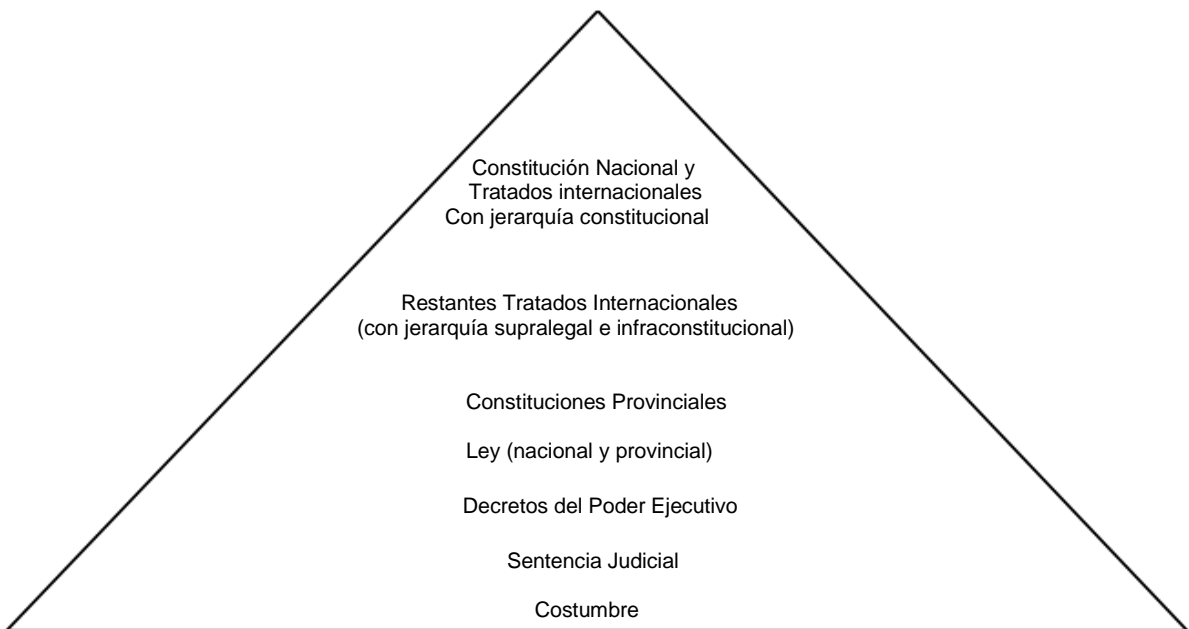 Constitución Nacional y
Tratados internacionales
Con jerarquía constitucional
Restantes Tratados Internacionales
(con jerarquía supralegal e infraconstitucional)
Constituciones Provinciales
Ley (nacional y provincial)
Decretos del Poder Ejecutivo
Sentencia Judicial
Costumbre